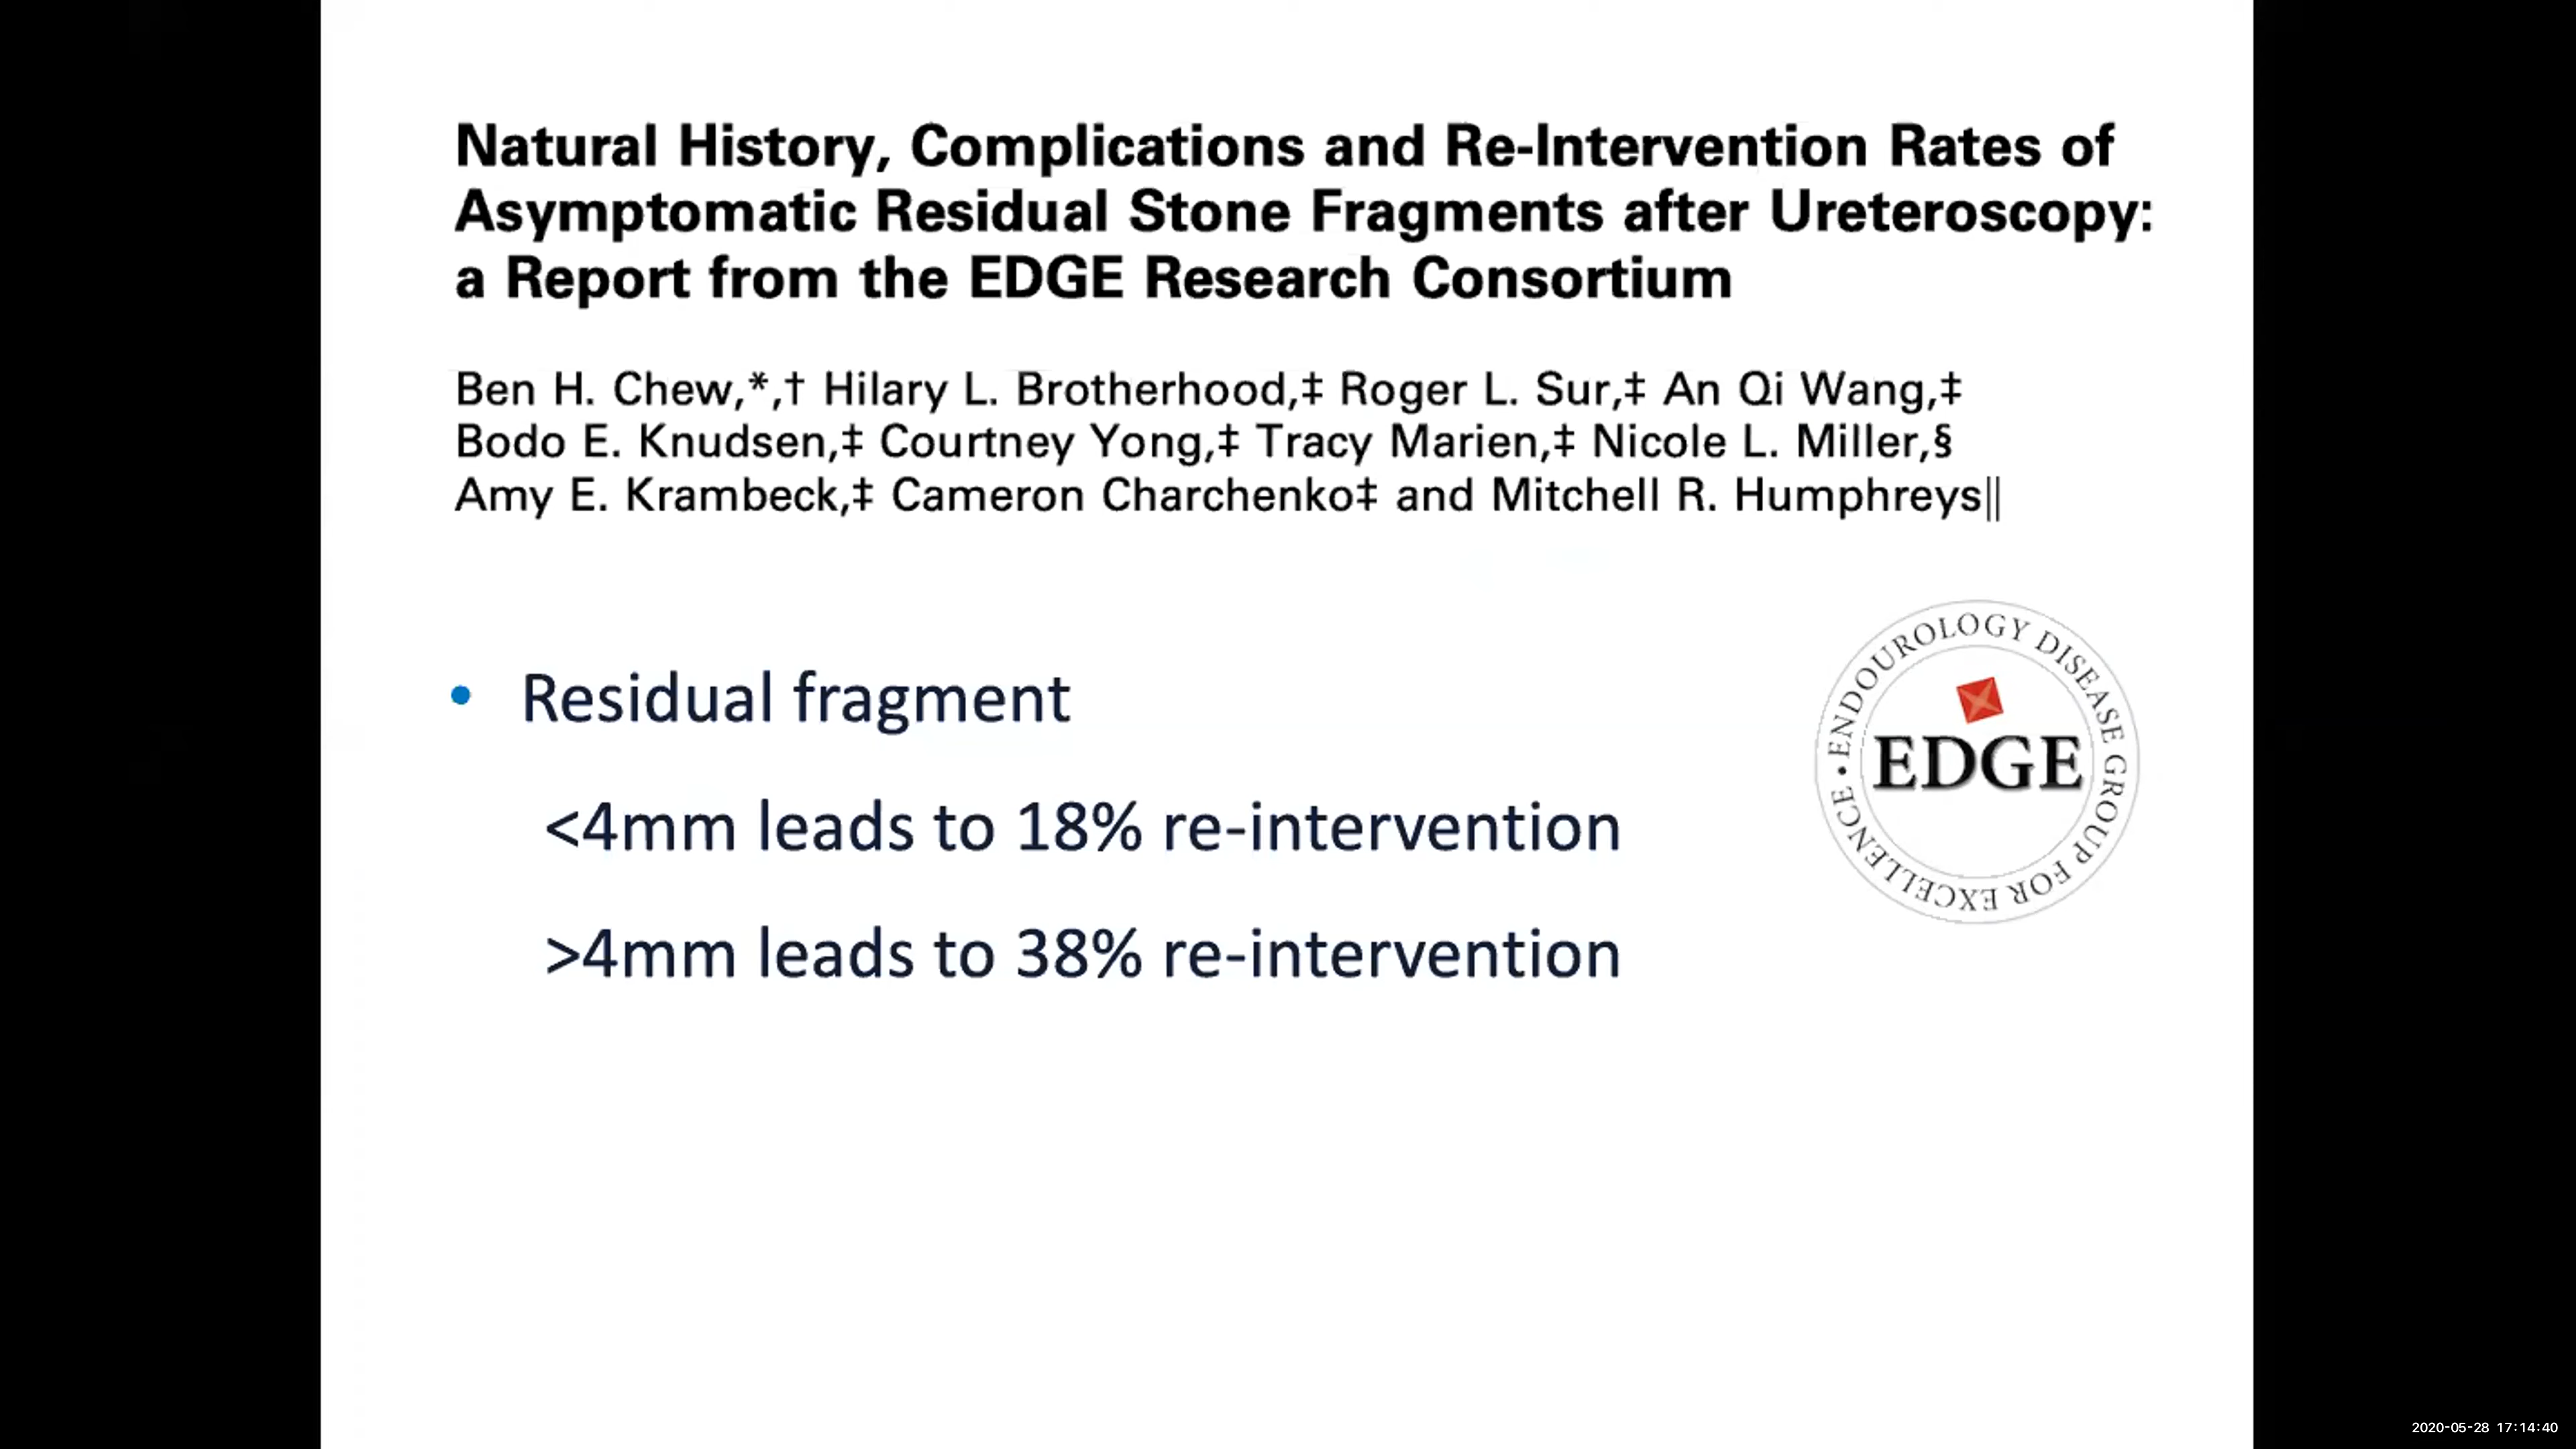 Natural History, Complications and Re-Intervention Rates of
Asymptomatic Residual Stone Fragments after Ureteroscopy:
a Report from the EDGE Research Consortium
Ben H. Chew,*,† Hilary L. Brotherhood,‡ Roger L. Sur,‡ An Qi Wang,‡
Bodo E. Knudsen,‡ Courtney Yong,‡ Tracy Marien,‡ Nicole L. Miller,§
Amy E. Krambeck,‡ Cameron Charchenko‡ and Mitchell R. Humphreys||
• Residual fragment
<4mm leads to 18% re-intervention
>4mm leads to 38% re-intervention
• ENDOUROLOGY DISEASE GROUP FOR EXCELLENCE
EDGE
2020-05-28 17:14:40